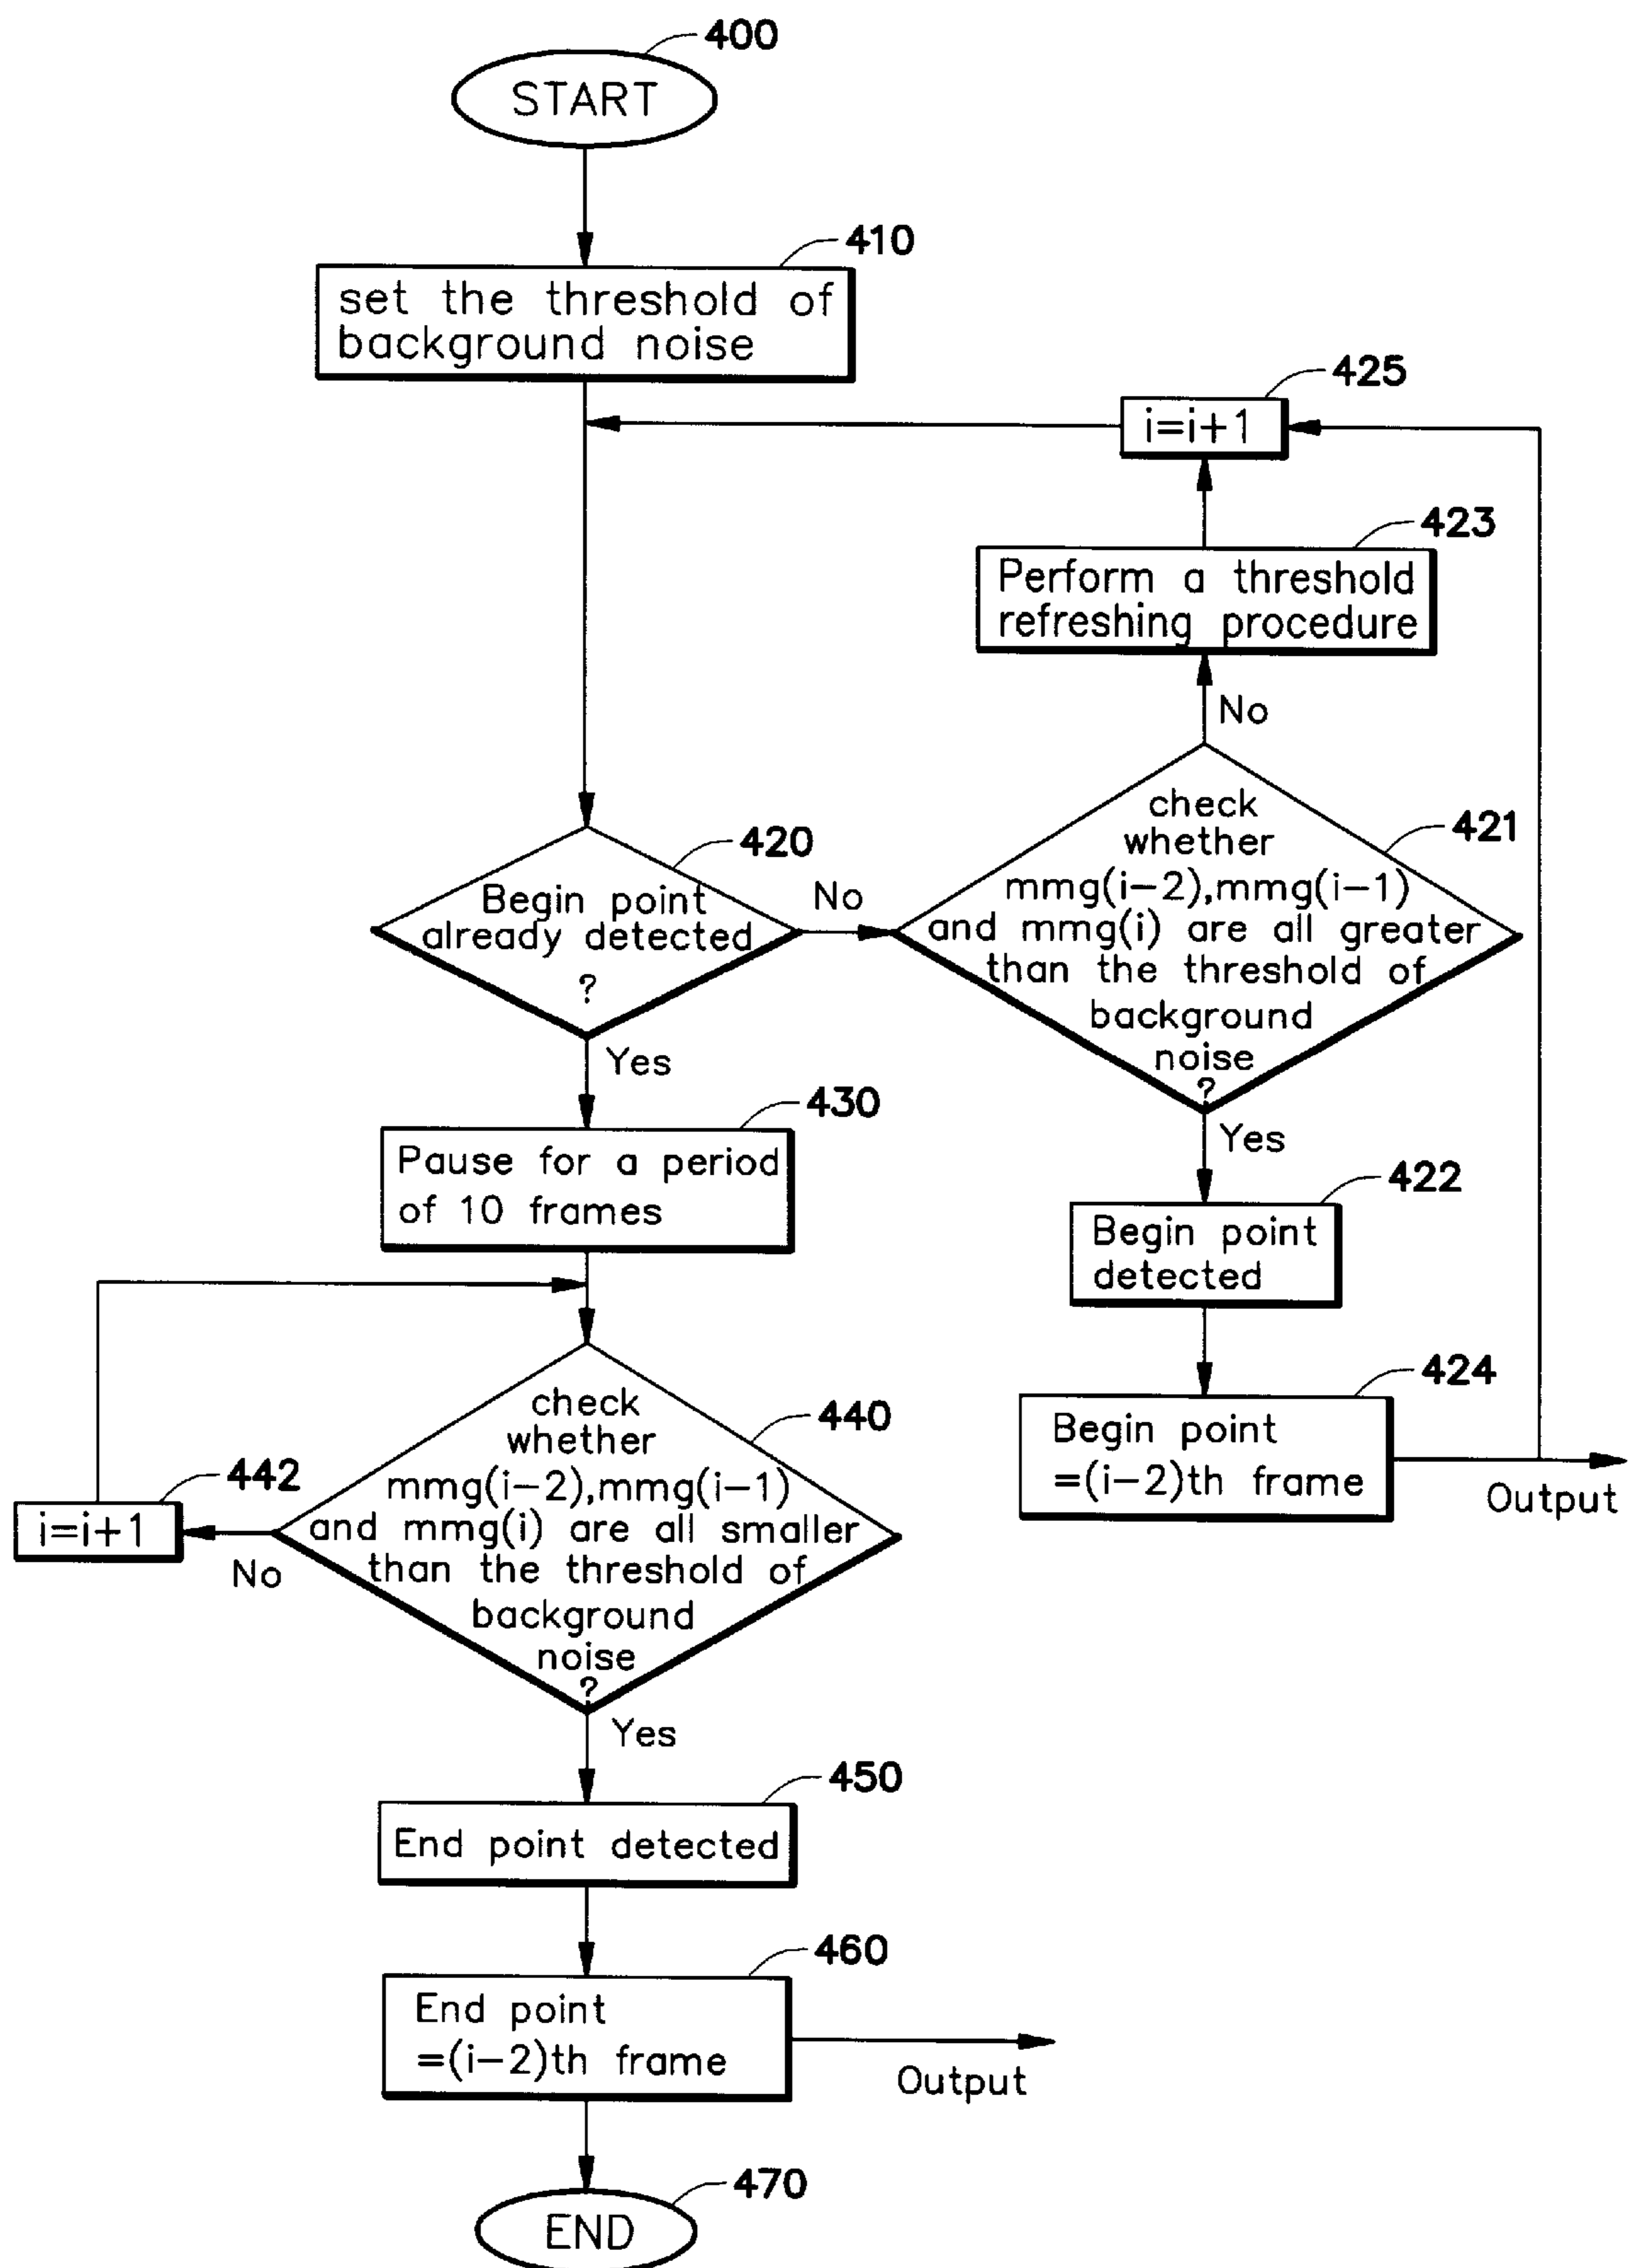 400
START
410
set the threshold of
background noise
425
i=i+1
423
Perform a threshold
refreshing procedure
No
421
check
whether
mmg(i-2),mmg(i-1)
and mmg(i) are all greater
than the threshold of
background
noise
?
420
Begin point
already detected
?
No
Yes
Yes
430
Pause for a period
of 10 frames
422
Begin point
detected
424
Begin point
=(i-2)th frame
Output
440
check
whether
mmg(i-2),mmg(i-1)
and mmg(i) are all smaller
than the threshold of
background
noise
?
442
i=i+1
No
Yes
450
End point detected
460
End point
=(i-2)th frame
Output
470
END